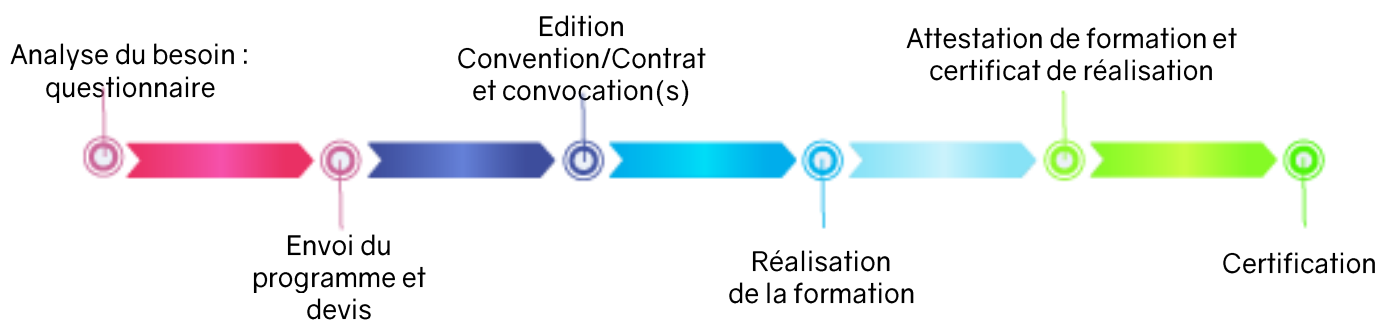 Analyse du besoin :
questionnaire
Envoi du
programme et
devis
Edition
Convention/Contrat
et convocation(s)
Réalisation
de la formation
Attestation de formation et
certificat de réalisation
Certification